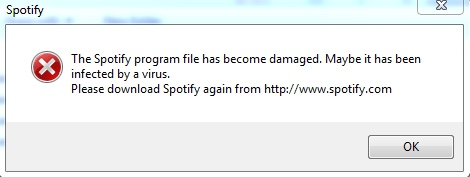 Spotify
The Spotify program file has become damaged. Maybe it has been
infected by a virus.
Please download Spotify again from http://www.spotify.com
OK